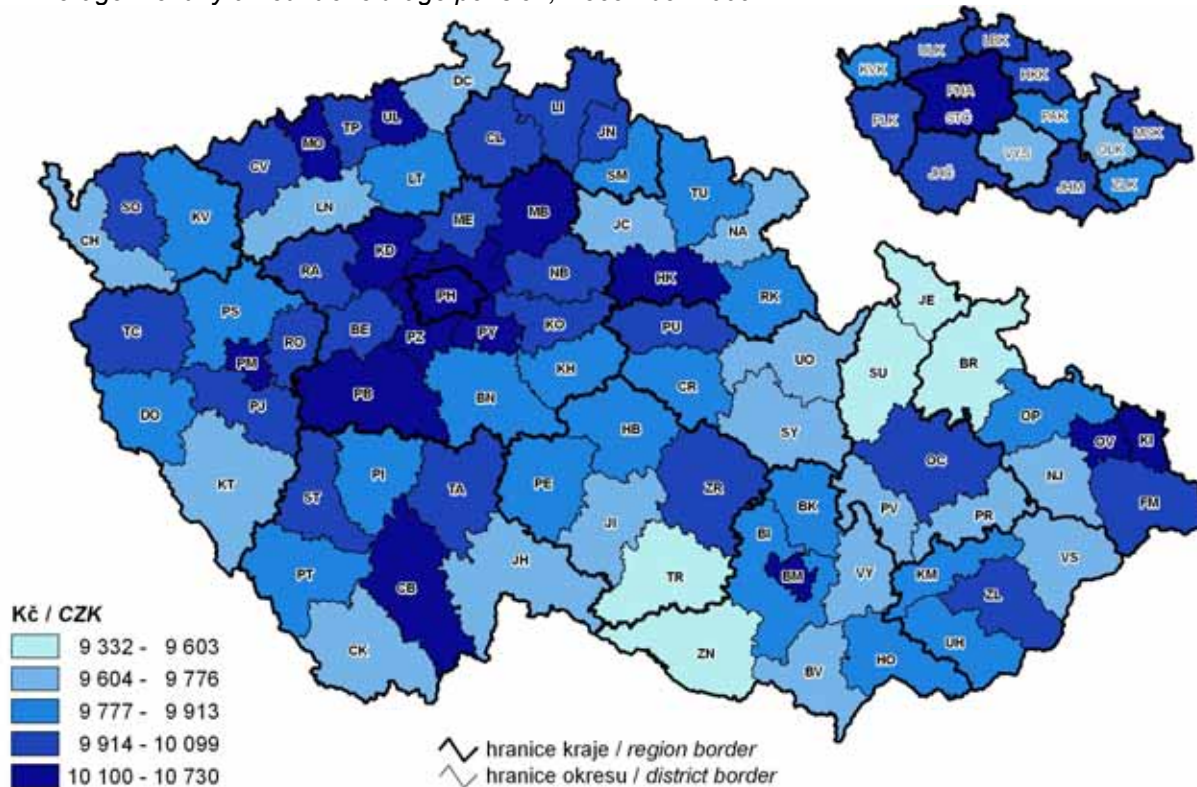 pension,
DC
UL
LI
TP
MO
CL
JN
CV
LT
SM
SO
KV
LN
ME
MB
TU
CH
JC
NA
KD
RA
NB
HK
PH
RK
PS
TC
RO
BE
PZ
PY
KO
PU
JE
UO
PM
KH
SU
BR
DO
PJ
PB
BN
CR
HB
SY
OP
OV
KI
KT
ST
PI
TA
PE
ZR
OC
NJ
FM
JI
BK
PV
PR
BI
VS
PT
CB
JH
TR
BM
VY
KM
ZL
CK
ZN
BV
HO
UH
KVK
ULK
LBK
HKK
PHA
STČ
PAK
PLK
VYS
OLK
MSK
JHČ
JHM
ZLK
Kč / CZK
9 332 - 9 603
9 604 - 9 776
9 777 - 9 913
9 914 - 10 099
10 100 - 10 730
hranice kraje / region border
hranice okresu / district border